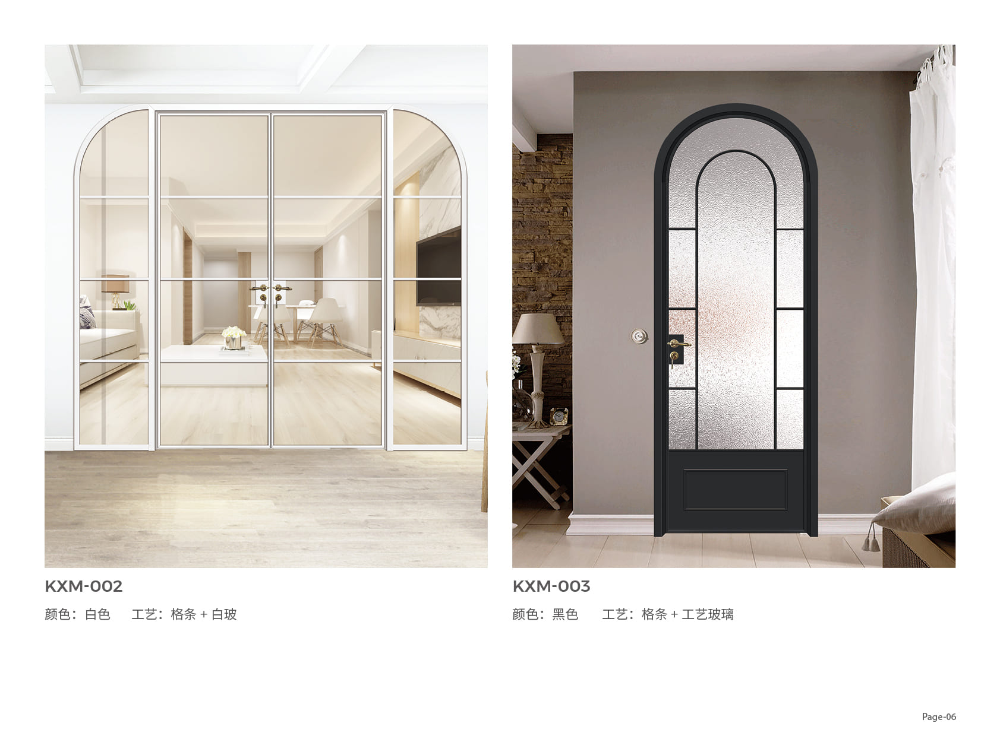 KXM-002
颜色：白色 工艺：格条 + 白玻
KXM-003
颜色：黑色 工艺：格条 + 工艺玻璃
Page-06